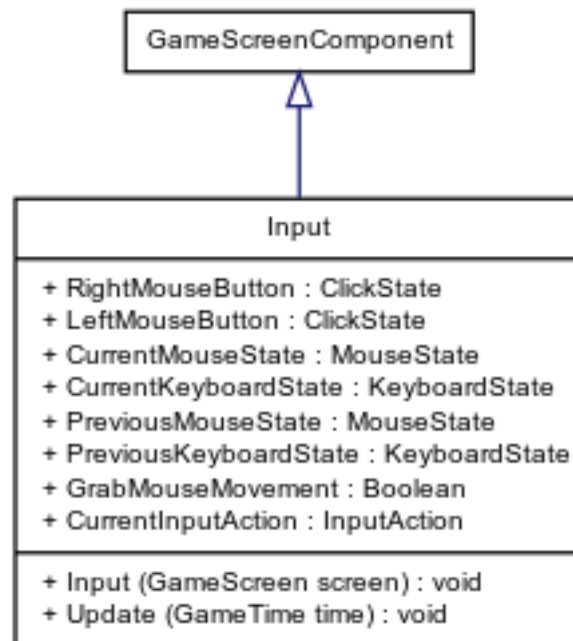 GameScreenComponent
Input
+ RightMouseButton : ClickState
+ LeftMouseButton : ClickState
+ CurrentMouseState : MouseState
+ CurrentKeyboardState : KeyboardState
+ PreviousMouseState : MouseState
+ PreviousKeyboardState : KeyboardState
+ GrabMouseMovement : Boolean
+ CurrentInputAction : InputAction
+ Input (GameScreen screen) : void
+ Update (GameTime time) : void